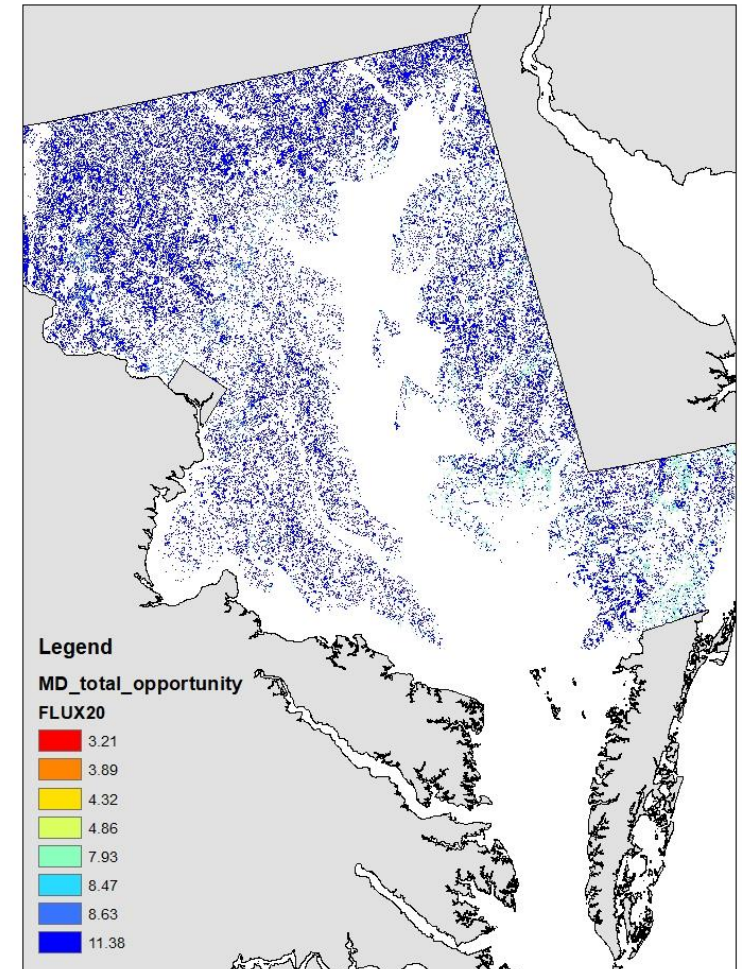 Legend
MD_total_opportunity
FLUX20
3.21
3.89
4.32
4.86
7.93
8.47
8.63
11.38